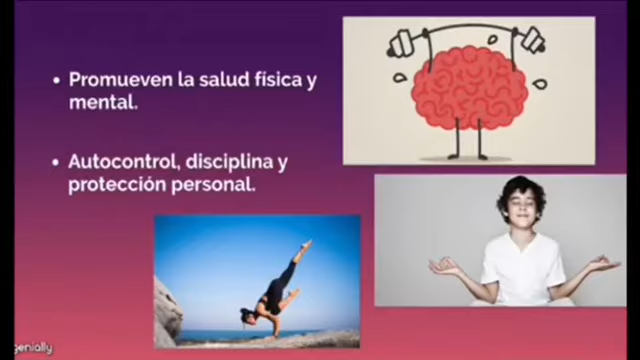 • Promueven la salud física y
mental.
• Autocontrol, disciplina y
protección personal.
genially